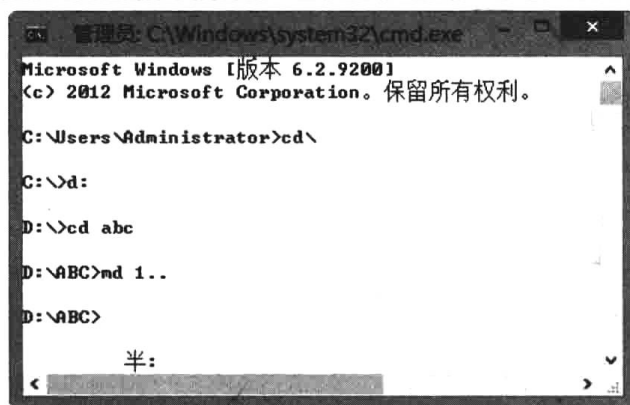 管理员: C:\Windows\system32\cmd.exe
Microsoft Windows [版本 6.2.9200]
(c) 2012 Microsoft Corporation。保留所有权利。
C:\Users\Administrator>cd\
C:\>d:
D:\>cd abc
D:\ABC>md 1..
D:\ABC>
半: